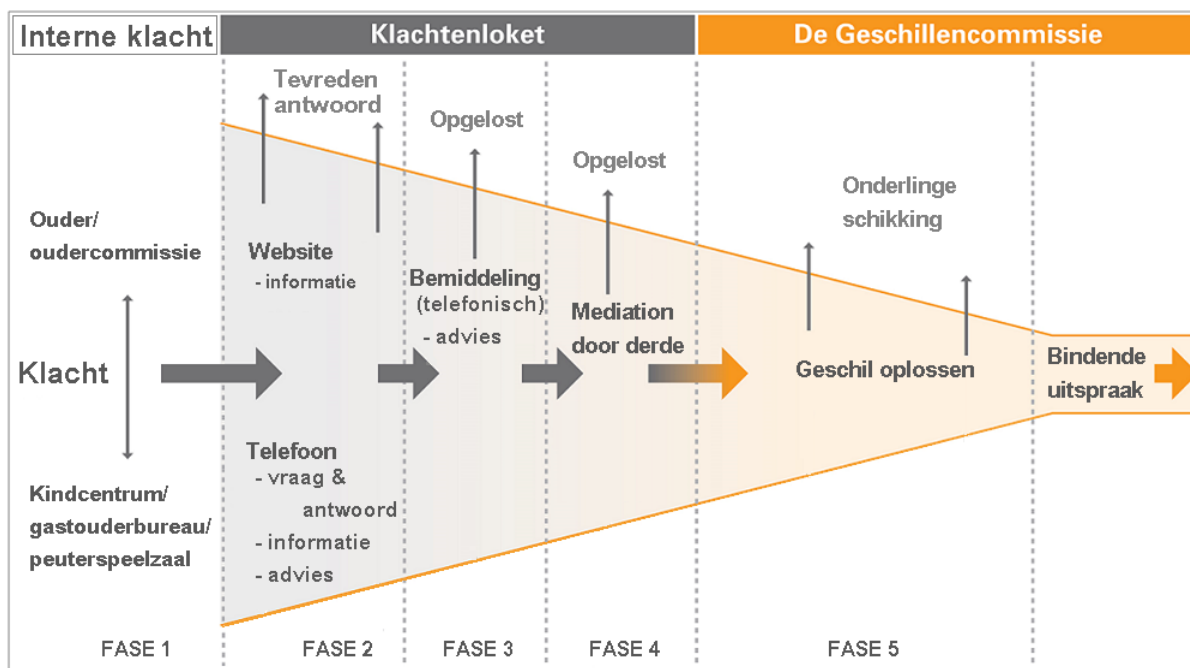 Interne klacht
Klachtenloket
De Geschillencommissie
Ouder/
oudercommissie
Klacht
Kindcentrum/
gastouderbureau/
peuterspeelzaal
Tevreden
antwoord
Website
- informatie
Telefoon
- vraag &
antwoord
- informatie
- advies
Opgelost
Bemiddeling
(telefonisch)
- advies
Opgelost
Mediation
door derde
Onderlinge
schikking
Geschil oplossen
Bindende
uitspraak
FASE 1
FASE 2
FASE 3
FASE 4
FASE 5